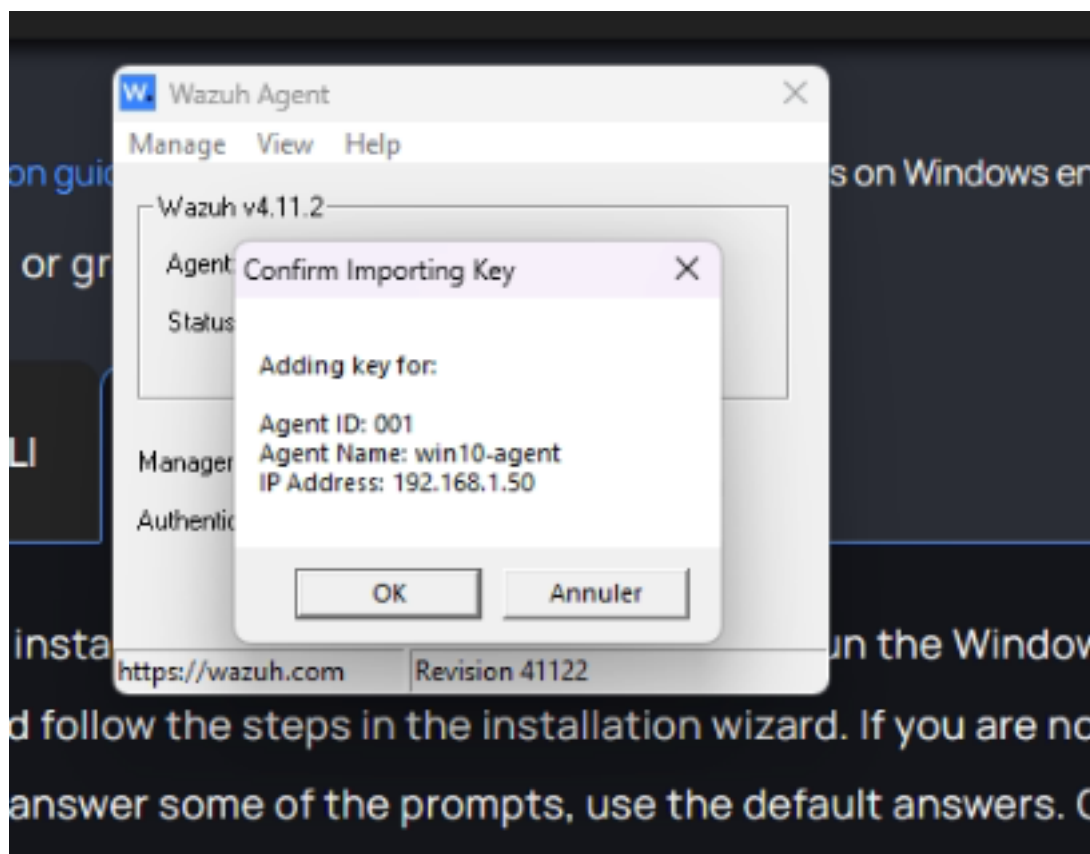 W. Wazuh Agent
Manage View Help
on guid
s on Windows en
Wazuh v4.11.2
or gr
Agent
Confirm Importing Key
Status
Adding key for:
Agent ID: 001
LI
Manager
Agent Name: win10-agent
IP Address: 192.168.1.50
Authentic
OK Annuler
insta
un the Window
https://wazuh.com Revision 41122
d follow the steps in the installation wizard. If you are no
answer some of the prompts, use the default answers.